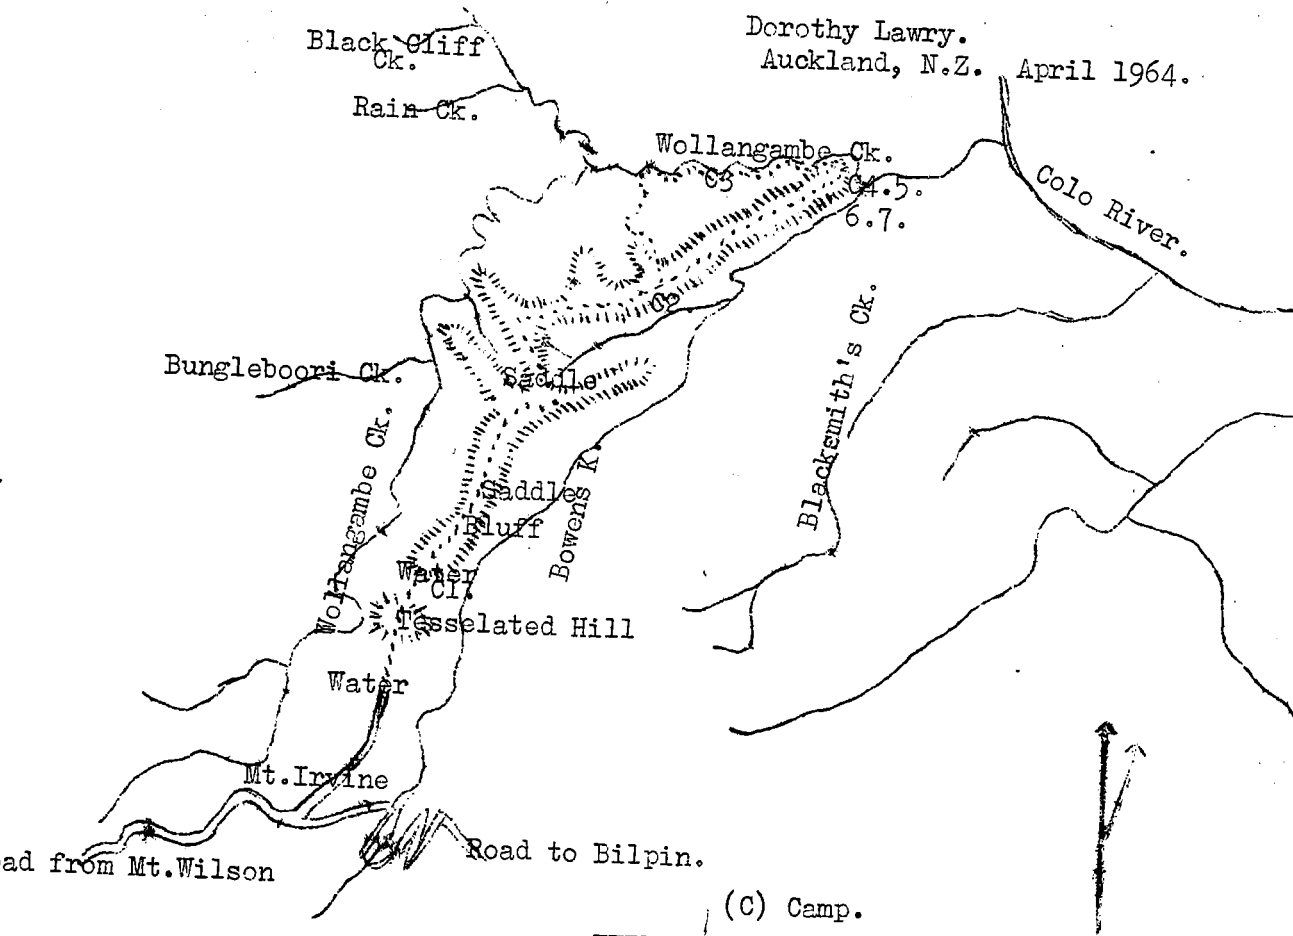 Dorothy Lawry.
Auckland, N.Z. April 1964.
Black Cliff
Ck.
Rain Ck.
Wollangambe Ck.
C3
C4.5.
6.7.
Colo River.
Bungleboori Ck.
Saddle
Blacksmith's Ck.
Wollangambe Ck.
Saddle
Bluff
Bowens K.
Water
C17.
Tesselated Hill
Water
Mt.Irvine
ad from Mt.Wilson
Road to Bilpin.
(C) Camp.